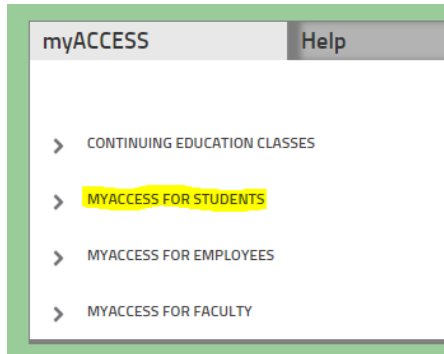 myACCESS Help
CONTINUING EDUCATION CLASSES
MYACCESS FOR STUDENTS
MYACCESS FOR EMPLOYEES
MYACCESS FOR FACULTY